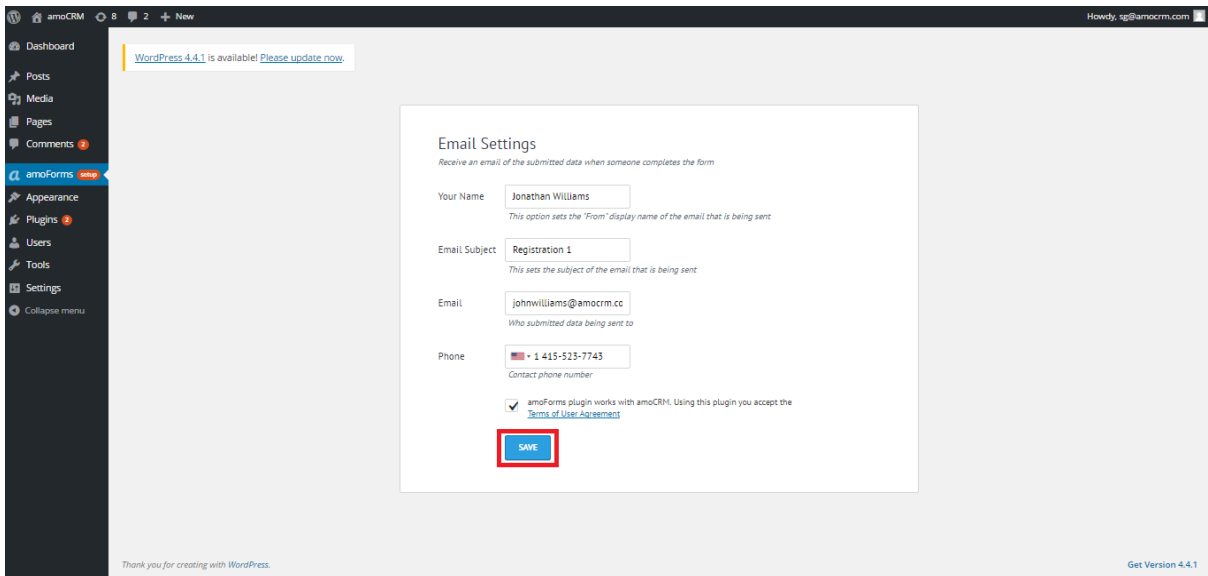 amoCRM 8 2 + New Howdy, sg@amocrm.com
Dashboard
WordPress 4.4.1 is available! Please update now.
Posts
Media
Pages
Comments 2
amoForms setup
Appearance
Plugins 2
Users
Tools
Settings
Collapse menu
Email Settings
Receive an email of the submitted data when someone completes the form
Your Name Jonathan Williams
This option sets the "From" display name of the email that is being sent
Email Subject Registration 1
This sets the subject of the email that is being sent
Email johnwilliams@amocrm.cc
Who submitted data being sent to
Phone 1 415-523-7743
Contact phone number
amoForms plugin works with amoCRM. Using this plugin you accept the
Terms of User Agreement
SAVE
Thank you for creating with WordPress. Get Version 4.4.1